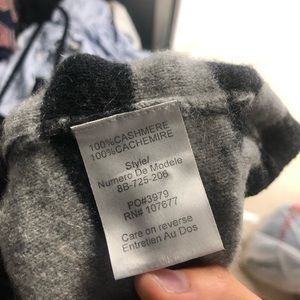 100%CASHMERE
100%CACHEMIRE
Style/
Numero De Modele
8B-725-206
PO#3979
RN# 107677
Care on reverse
Entretien Au Dos